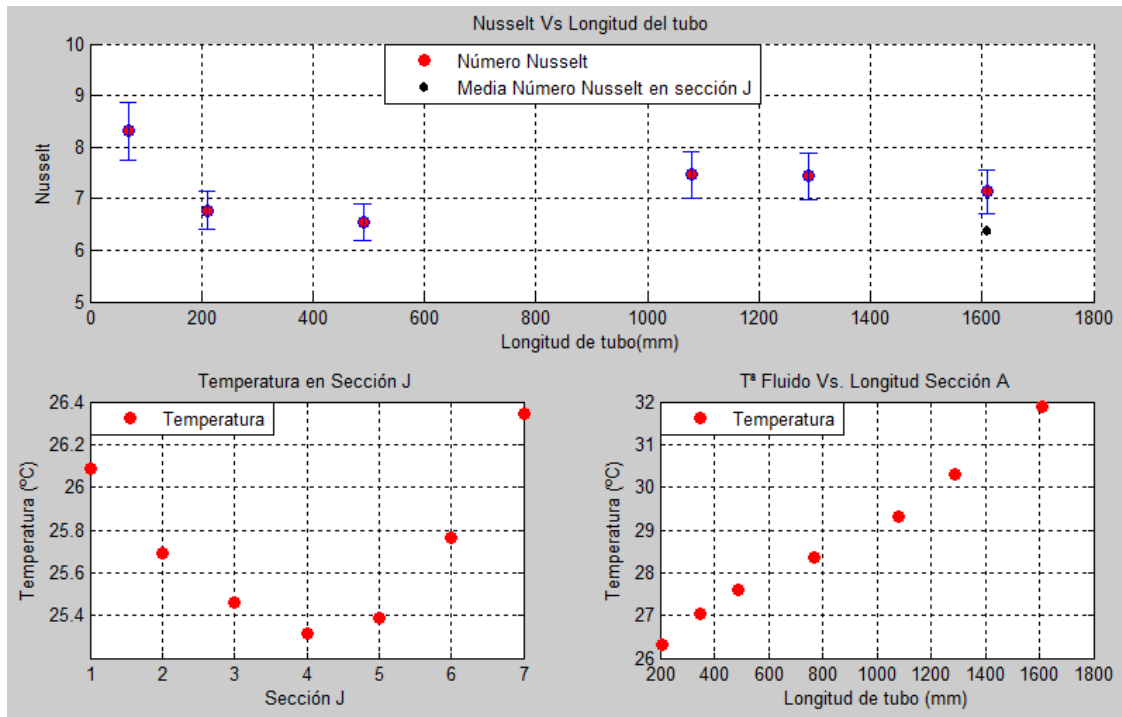 Nusselt Vs Longitud del tubo
10
9
8
7
6
5
Nusselt
Número Nusselt
Media Número Nusselt en sección J
0 200 400 600 800 1000 1200 1400 1600 1800
Longitud de tubo(mm)
Temperatura en Sección J
26.4
26.2
26
25.8
25.6
25.4
Temperatura (ºC)
Temperatura
1 2 3 4 5 6 7
Sección J
Tª Fluido Vs. Longitud Sección A
32
31
30
29
28
27
26
Temperatura (ºC)
Temperatura
200 400 600 800 1000 1200 1400 1600 1800
Longitud de tubo (mm)